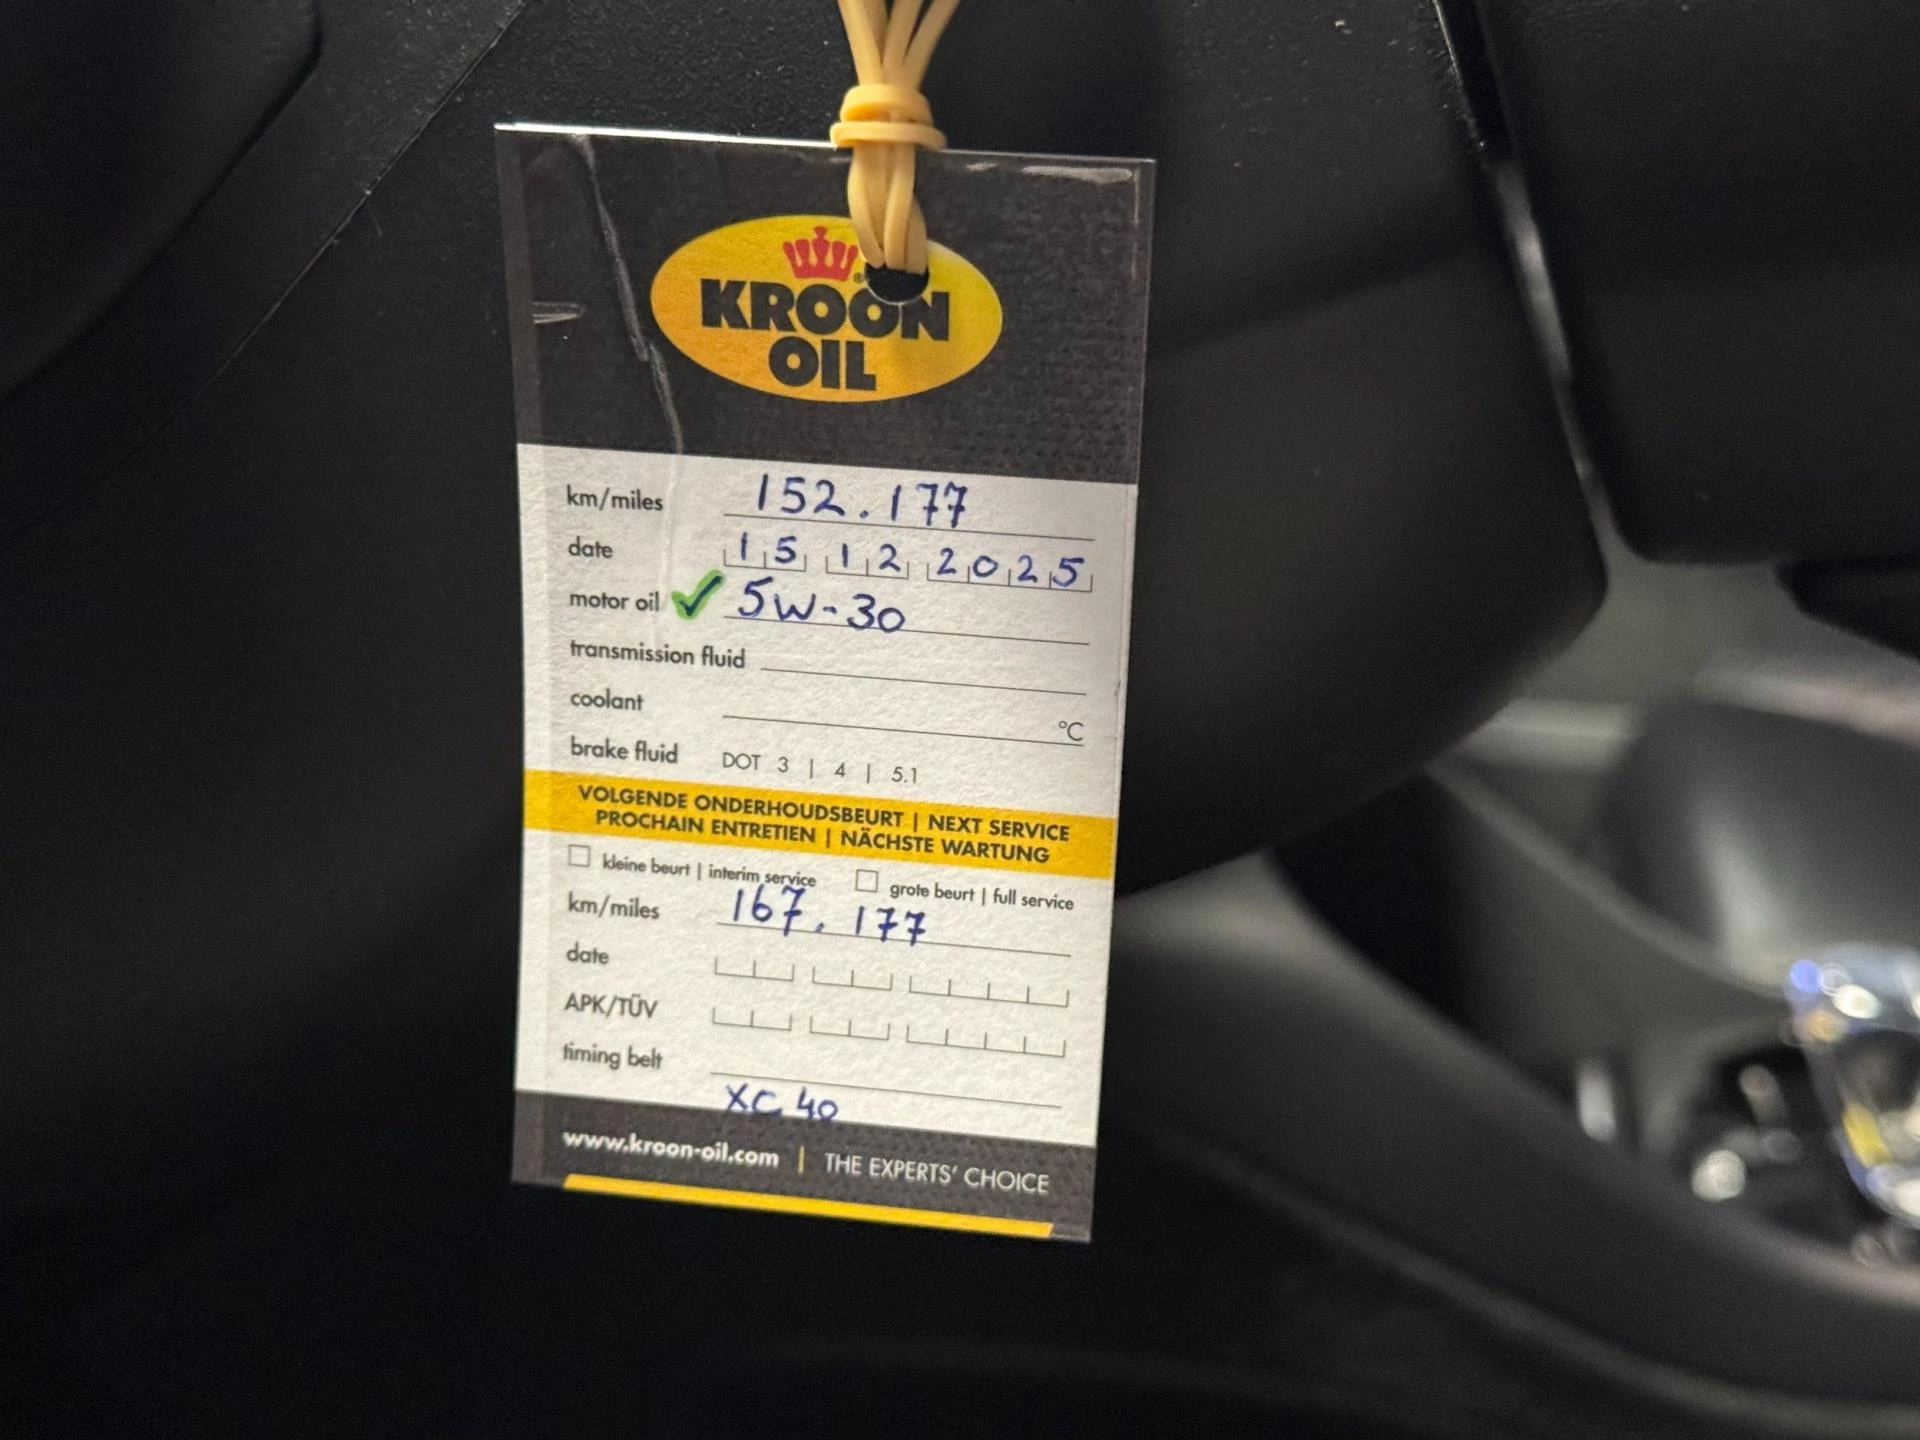 KROON
OIL
km/miles 152.177
date 15 12 2025
motor oil ✓ 5W-30
transmission fluid
coolant °C
brake fluid DOT 3 | 4 | 5.1
VOLGENDE ONDERHOUDSBEURT | NEXT SERVICE
PROCHAIN ENTRETIEN | NÄCHSTE WARTUNG
kleine beurt | interim service grote beurt | full service
km/miles 167.177
date
APK/TÜV
timing belt
XC 40
www.kroon-oil.com | THE EXPERTS' CHOICE